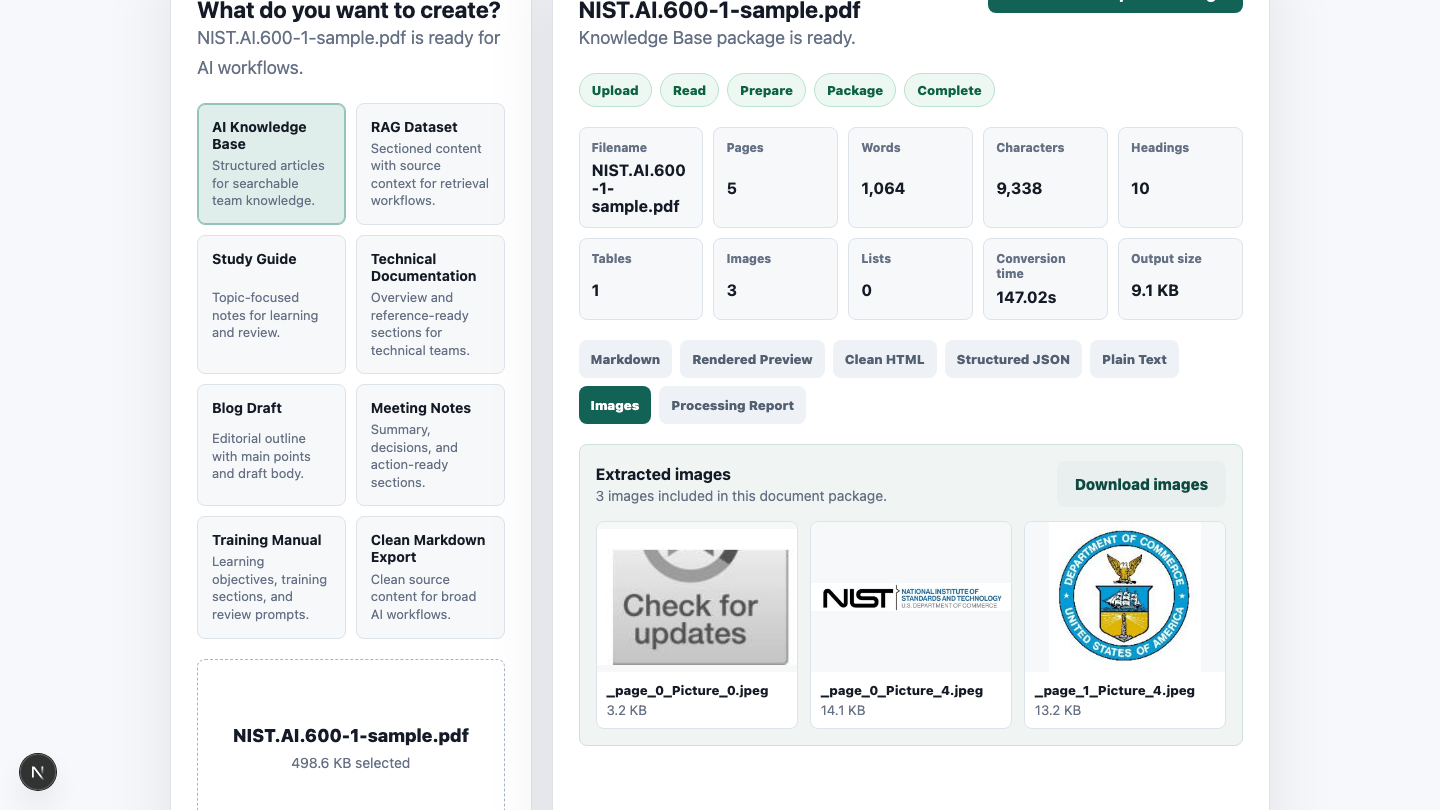 What do you want to create?
NIST.AI.600-1-sample.pdf is ready for
AI workflows.
AI Knowledge
Base
Structured articles
for searchable
team knowledge.
RAG Dataset
Sectioned content
with source
context for retrieval
workflows.
Study Guide
Topic-focused
notes for learning
and review.
Technical
Documentation
Overview and
reference-ready
sections for
technical teams.
Blog Draft
Editorial outline
with main points
and draft body.
Meeting Notes
Summary,
decisions, and
action-ready
sections.
Training Manual
Learning
objectives, training
sections, and
review prompts.
Clean Markdown
Export
Clean source
content for broad
AI workflows.
NIST.AI.600-1-sample.pdf
498.6 KB selected
N
NIST.AI.600-1-sample.pdf
Knowledge Base package is ready.
Upload
Read
Prepare
Package
Complete
Filename
NIST.AI.600
-1-
sample.pdf
Pages
5
Words
1,064
Characters
9,338
Headings
10
Tables
1
Images
3
Lists
0
Conversion
time
147.02s
Output size
9.1 KB
Markdown
Rendered Preview
Clean HTML
Structured JSON
Plain Text
Images
Processing Report
Extracted images
3 images included in this document package.
Download images
Check for
updates
_page_0_Picture_0.jpeg
3.2 KB
NIST
NATIONAL INSTITUTE OF
STANDARDS AND TECHNOLOGY
U.S. DEPARTMENT OF COMMERCE
_page_0_Picture_4.jpeg
14.1 KB
DEPARTMENT OF COMMERCE
UNITED STATES OF AMERICA
_page_1_Picture_4.jpeg
13.2 KB